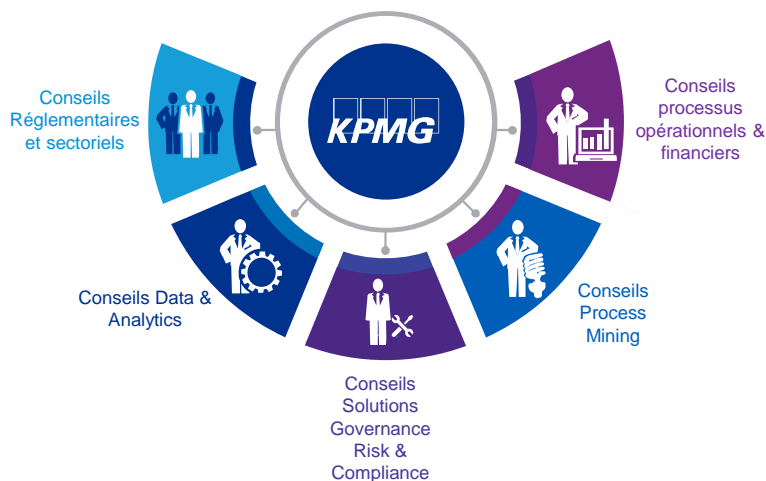 KPMG
Conseils
Réglementaires
et sectoriels
Conseils Data &
Analytics
Conseils
Solutions
Governance
Risk &
Compliance
Conseils
Process
Mining
Conseils
processus
opérationnels &
financiers